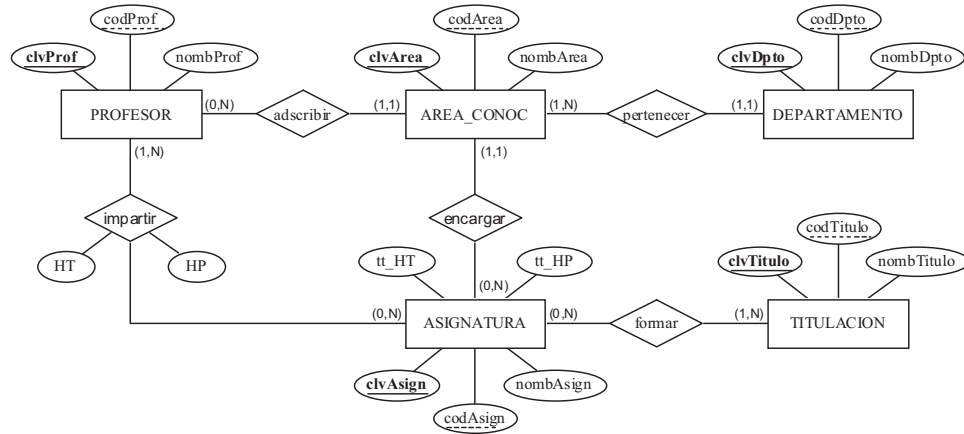 codProf
codArea
codDpto
clvProf
nombProf
clvArea
nombArea
clvDpto
nombDpto
PROFESOR
(0,N)
adscribir
(1,1)
AREA_CONOC
(1,N)
pertenecer
(1,1)
DEPARTAMENTO
(1,N)
(1,1)
impartir
encargar
HT
HP
tt_HT
tt_HP
codTitulo
clvTitulo
nombTitulo
(0,N)
(0,N)
ASIGNATURA
(0,N)
formar
(1,N)
TITULACION
clvAsign
nombAsign
codAsign